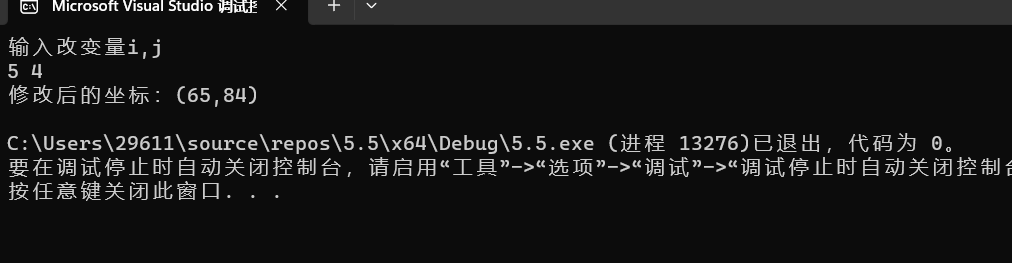 Microsoft Visual Studio 调试
输入改变量i,j
5 4
修改后的坐标：(65,84)
C:\Users\29611\source\repos\5.5\x64\Debug\5.5.exe (进程 13276)已退出，代码为 0。
要在调试停止时自动关闭控制台，请启用“工具”->“选项”->“调试”->“调试停止时自动关闭控制台
按任意键关闭此窗口. . .